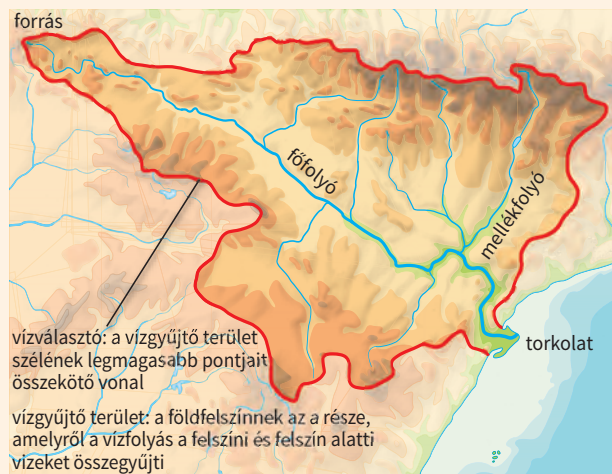 forrás
főfolyó
mellékfolyó
torkolat
vízválasztó: a vízgyűjtő terület
szélének legmagasabb pontjait
összekötő vonal
vízgyűjtő terület: a földfelszínnek az a része,
amelyről a vízfolyás a felszíni és felszín alatti
vizeket összegyűjti